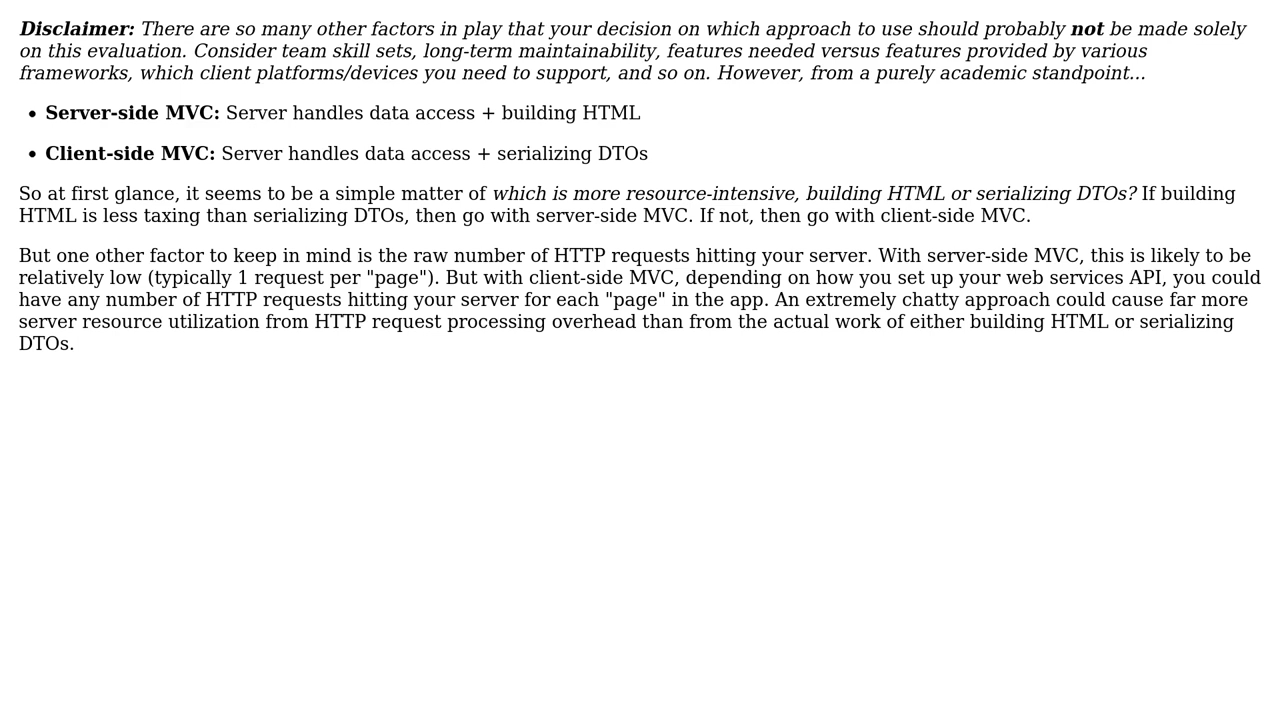 Disclaimer: There are so many other factors in play that your decision on which approach to use should probably not be made solely
on this evaluation. Consider team skill sets, long-term maintainability, features needed versus features provided by various
frameworks, which client platforms/devices you need to support, and so on. However, from a purely academic standpoint...
• Server-side MVC: Server handles data access + building HTML
• Client-side MVC: Server handles data access + serializing DTOs
So at first glance, it seems to be a simple matter of which is more resource-intensive, building HTML or serializing DTOs? If building
HTML is less taxing than serializing DTOs, then go with server-side MVC. If not, then go with client-side MVC.
But one other factor to keep in mind is the raw number of HTTP requests hitting your server. With server-side MVC, this is likely to be
relatively low (typically 1 request per "page"). But with client-side MVC, depending on how you set up your web services API, you could
have any number of HTTP requests hitting your server for each "page" in the app. An extremely chatty approach could cause far more
server resource utilization from HTTP request processing overhead than from the actual work of either building HTML or serializing
DTOs.